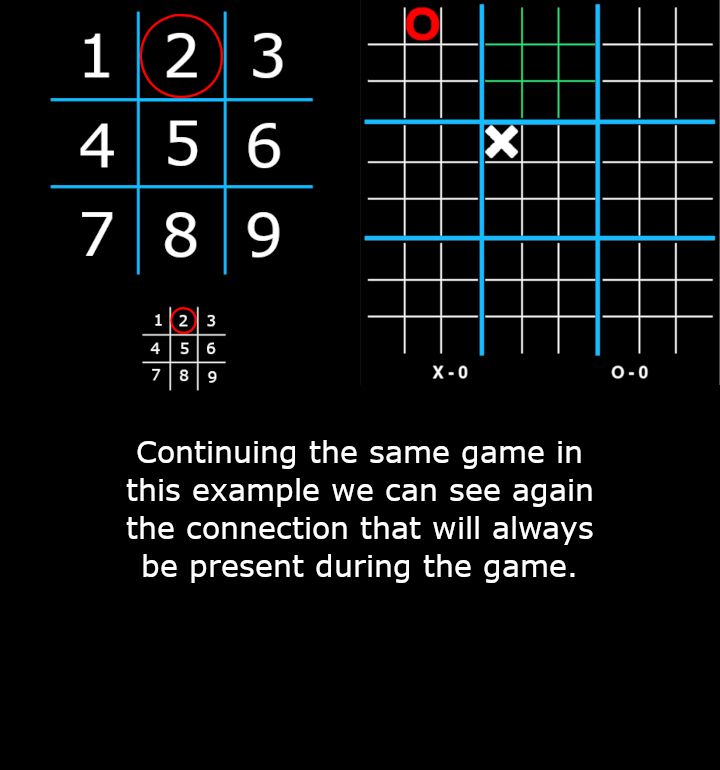 1 2 3
4 5 6
7 8 9
1 2 3
4 5 6
7 8 9
X - 0
O - 0
Continuing the same game in
this example we can see again
the connection that will always
be present during the game.